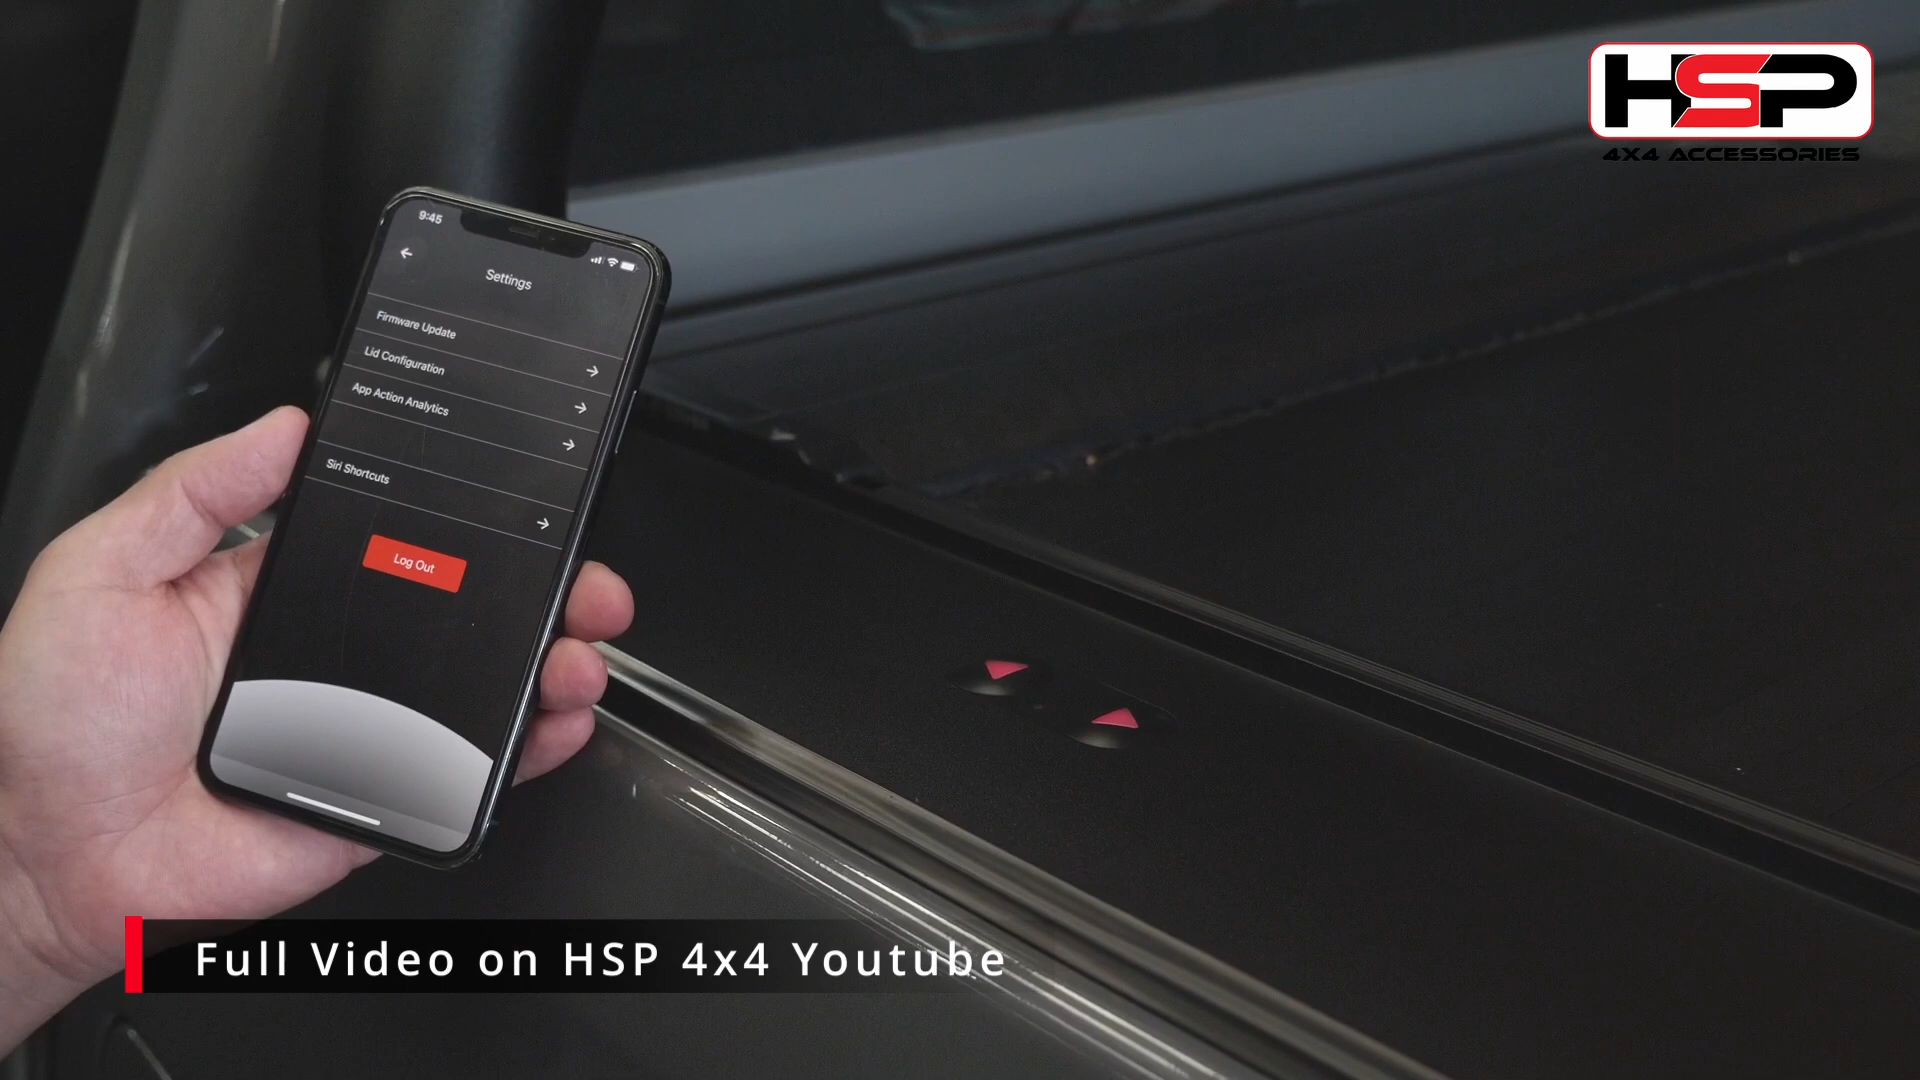 HSP
4X4 ACCESSORIES
9:45
Settings
Firmware Update
Lid Configuration
App Action Analytics
Siri Shortcuts
Log Out
Full Video on HSP 4x4 Youtube